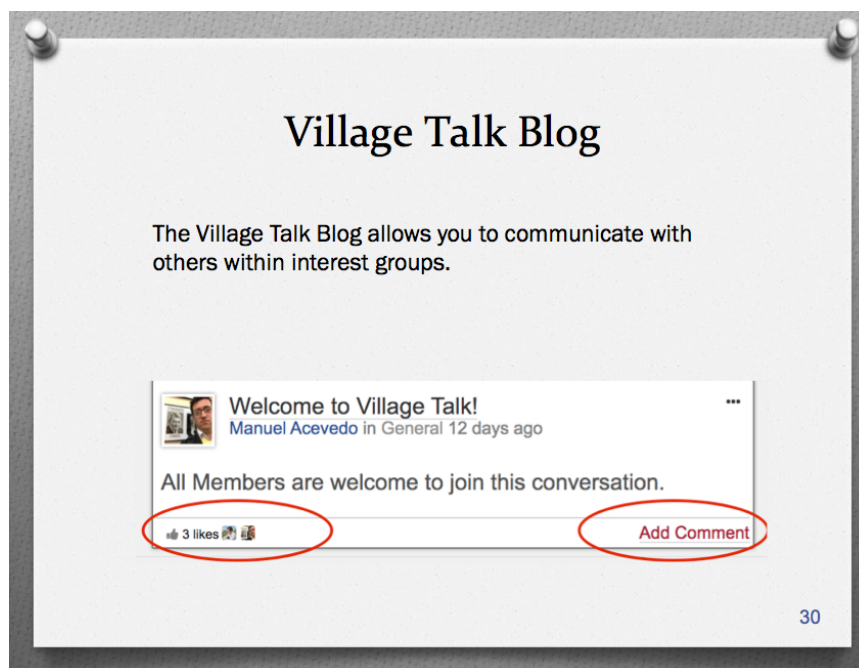 Village Talk Blog
The Village Talk Blog allows you to communicate with
others within interest groups.
Welcome to Village Talk!
•••
Manuel Acevedo in General 12 days ago
All Members are welcome to join this conversation.
3 likes
Add Comment
30